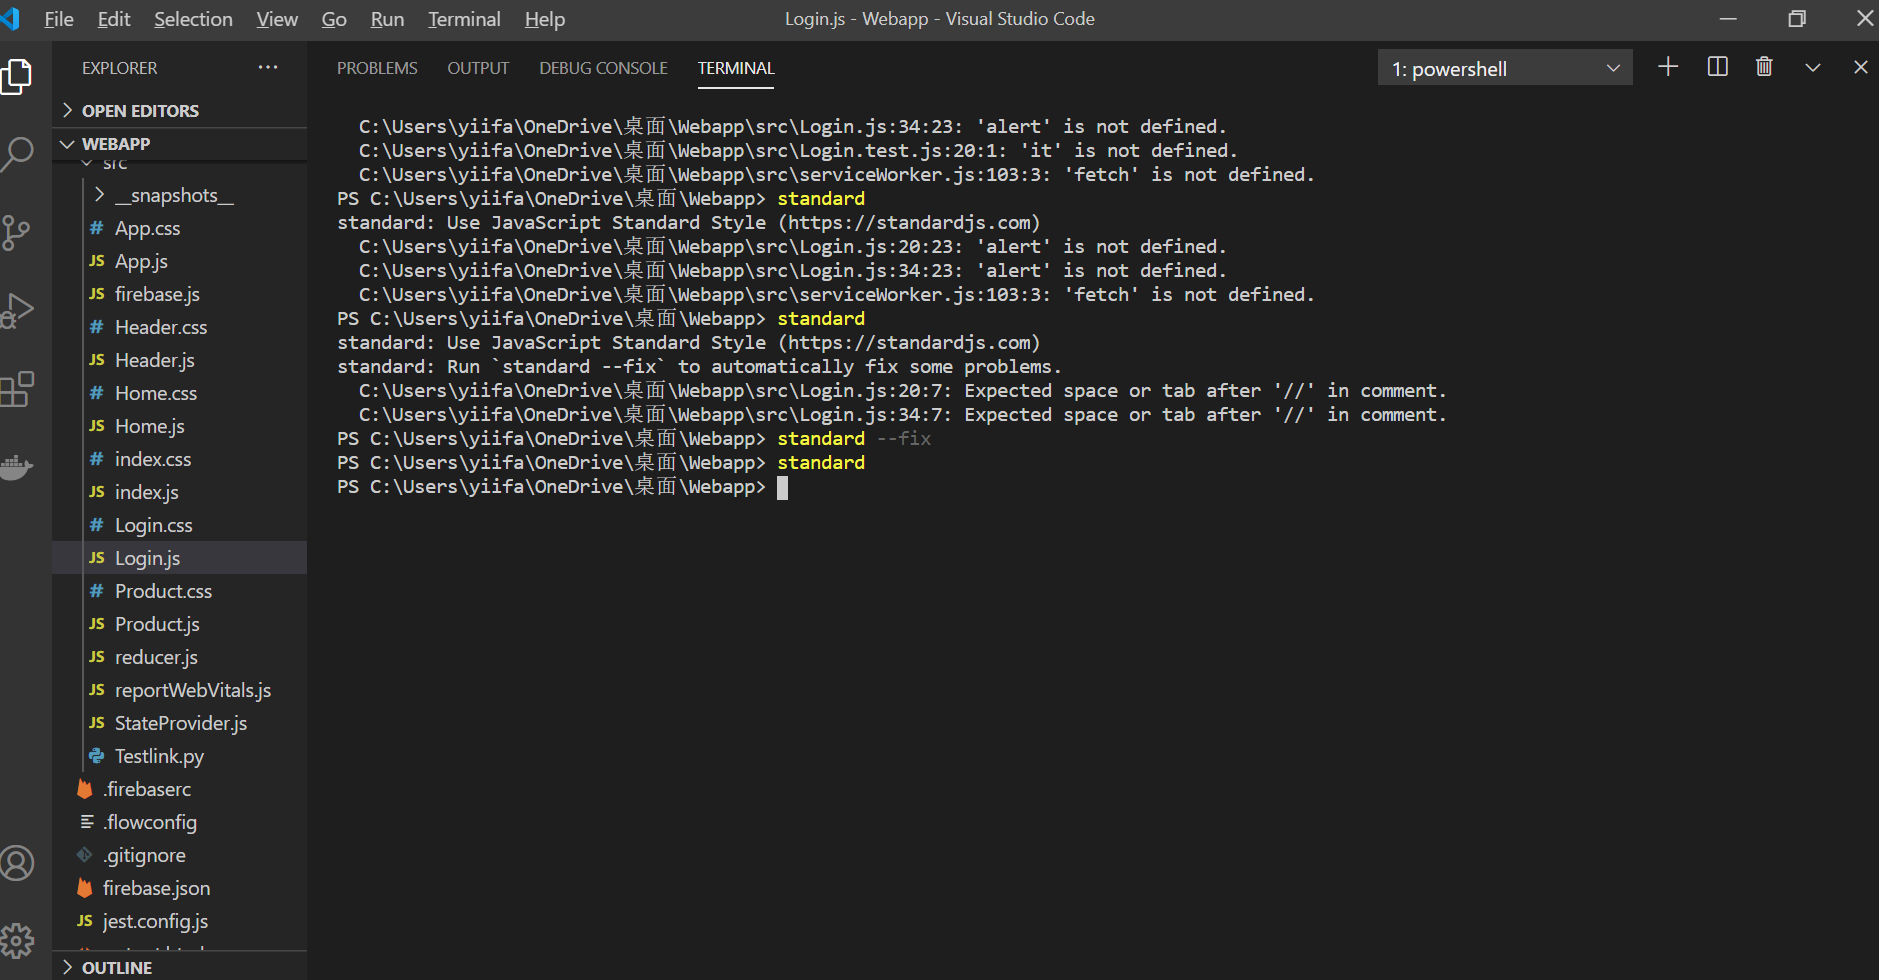 File Edit Selection View Go Run Terminal Help
Login.js - Webapp - Visual Studio Code
EXPLORER
OPEN EDITORS
WEBAPP
src
__snapshots__
# App.css
JS App.js
JS firebase.js
# Header.css
JS Header.js
# Home.css
JS Home.js
# index.css
JS index.js
# Login.css
JS Login.js
# Product.css
JS Product.js
JS reducer.js
JS reportWebVitals.js
JS StateProvider.js
Testlink.py
.firebaserc
.flowconfig
.gitignore
firebase.json
JS jest.config.js
OUTLINE
PROBLEMS OUTPUT DEBUG CONSOLE TERMINAL
1: powershell
C:\Users\yiifa\OneDrive\桌面\Webapp\src\Login.js:34:23: 'alert' is not defined.
C:\Users\yiifa\OneDrive\桌面\Webapp\src\Login.test.js:20:1: 'it' is not defined.
C:\Users\yiifa\OneDrive\桌面\Webapp\src\serviceWorker.js:103:3: 'fetch' is not defined.
PS C:\Users\yiifa\OneDrive\桌面\Webapp> standard
standard: Use JavaScript Standard Style (https://standardjs.com)
C:\Users\yiifa\OneDrive\桌面\Webapp\src\Login.js:20:23: 'alert' is not defined.
C:\Users\yiifa\OneDrive\桌面\Webapp\src\Login.js:34:23: 'alert' is not defined.
C:\Users\yiifa\OneDrive\桌面\Webapp\src\serviceWorker.js:103:3: 'fetch' is not defined.
PS C:\Users\yiifa\OneDrive\桌面\Webapp> standard
standard: Use JavaScript Standard Style (https://standardjs.com)
standard: Run `standard --fix` to automatically fix some problems.
C:\Users\yiifa\OneDrive\桌面\Webapp\src\Login.js:20:7: Expected space or tab after '//' in comment.
C:\Users\yiifa\OneDrive\桌面\Webapp\src\Login.js:34:7: Expected space or tab after '//' in comment.
PS C:\Users\yiifa\OneDrive\桌面\Webapp> standard --fix
PS C:\Users\yiifa\OneDrive\桌面\Webapp> standard
PS C:\Users\yiifa\OneDrive\桌面\Webapp>